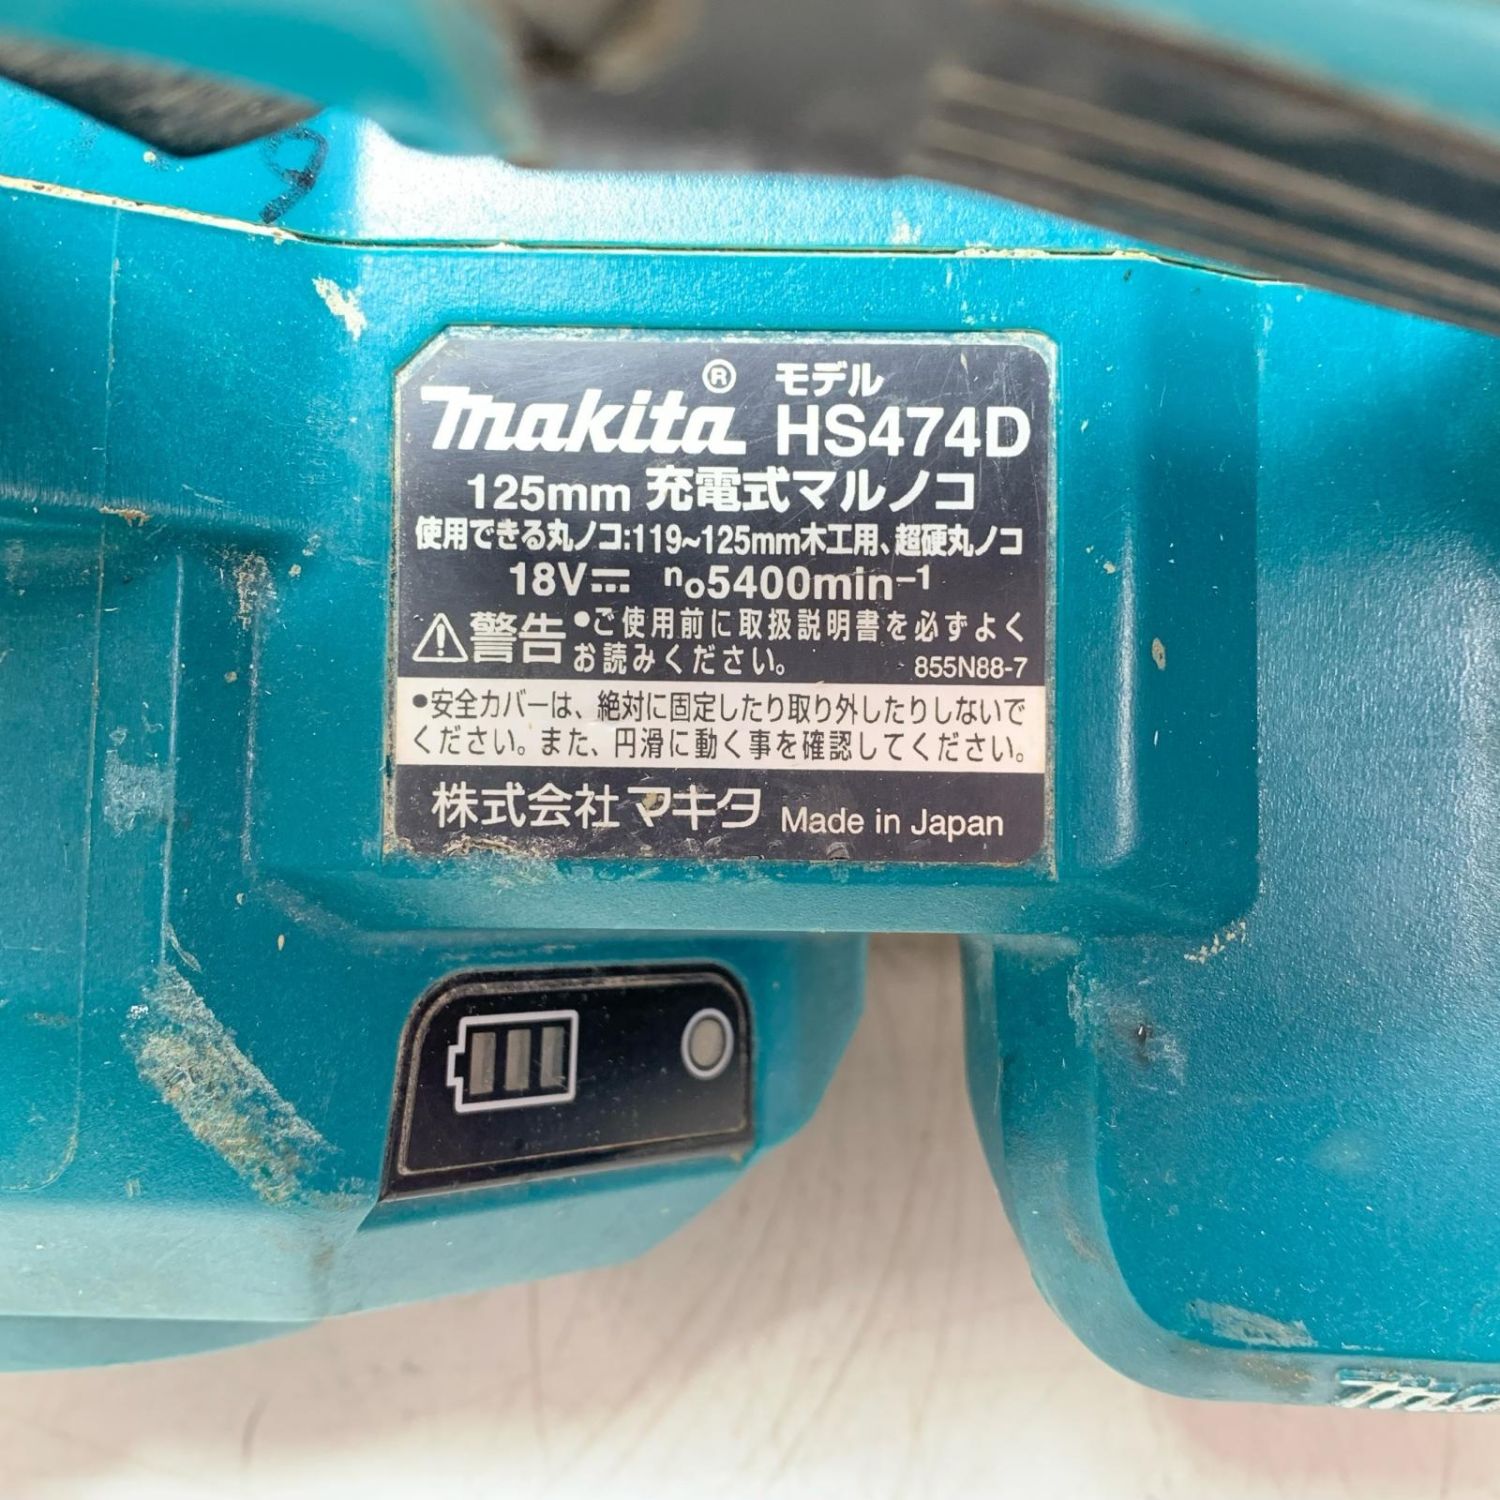 9
makita® モデル
HS474D
125mm 充電式マルノコ
使用できる丸ノコ:119~125mm木工用、超硬丸ノコ
18V⎓ no5400min⁻¹
⚠警告 •ご使用前に取扱説明書を必ずよく
お読みください。 855N88-7
•安全カバーは、絶対に固定したり取り外したりしないで
ください。また、円滑に動く事を確認してください。
株式会社マキタ Made in Japan